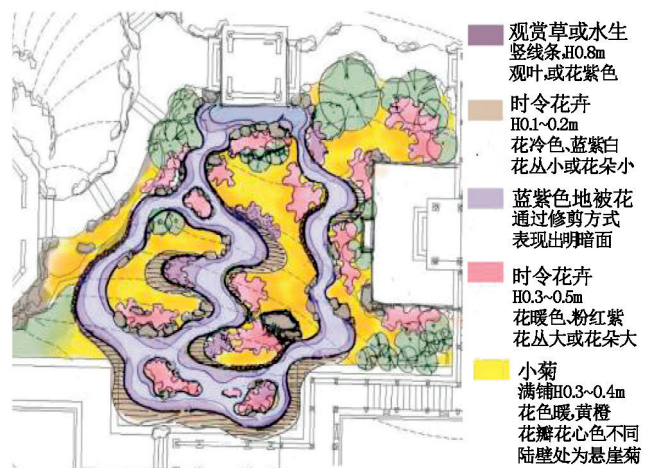 观赏草或水生
竖线条,H0.8m
观叶,或花紫色
时令花卉
H0.1~0.2m
花冷色、蓝紫白
花丛小或花朵小
蓝紫色地被花
通过修剪方式
表现出明暗面
时令花卉
H0.3~0.5m
花暖色、粉红紫
花丛大或花朵大
小菊
满铺H0.3~0.4m
花色暖,黄橙
花瓣花心色不同
陆壁处为悬崖菊